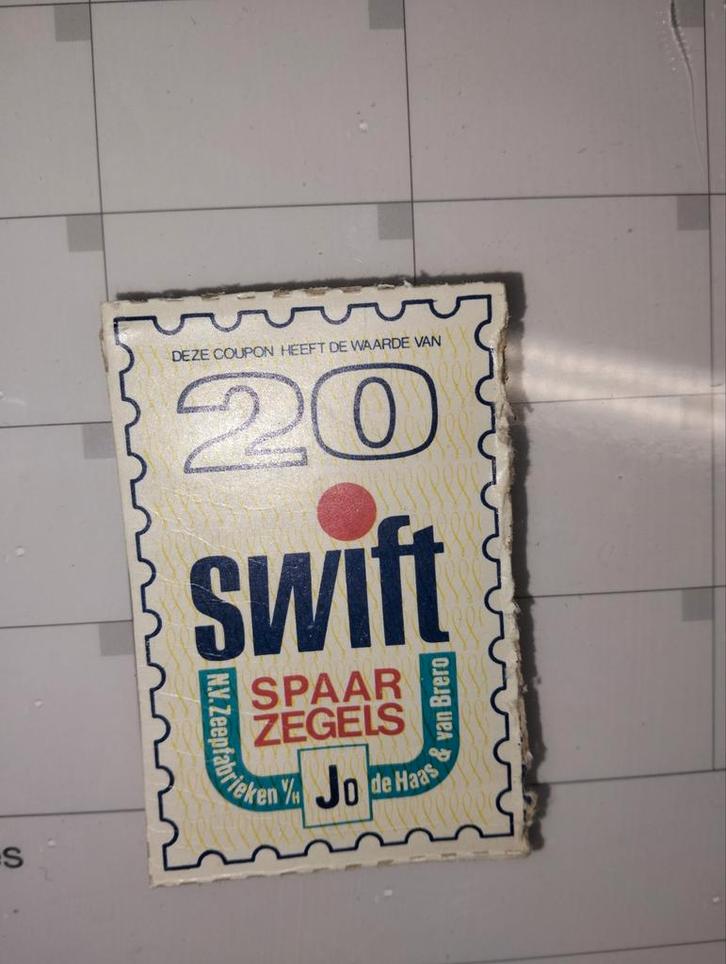 DEZE COUPON HEEFT DE WAARDE VAN
20
swift
SPAAR
ZEGELS
N.V. Zeepfabrieken V/H Jo de Haas & van Brero
s